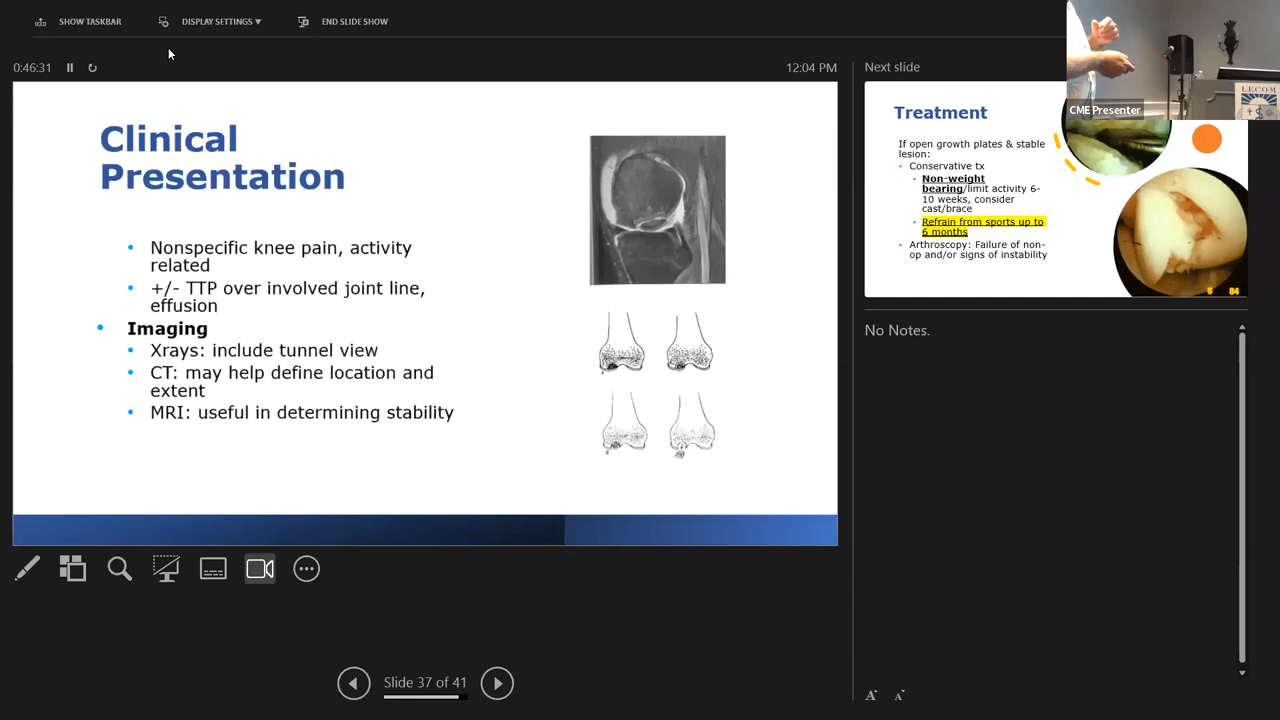 SHOW TASKBAR
DISPLAY SETTINGS ▾
END SLIDE SHOW
0:46:31
12:04 PM
Clinical
Presentation
• Nonspecific knee pain, activity
related
• +/- TTP over involved joint line,
effusion
• Imaging
• Xrays: include tunnel view
• CT: may help define location and
extent
• MRI: useful in determining stability
Slide 37 of 41
Next slide
Treatment
If open growth plates & stable
lesion:
• Conservative tx
• Non-weight
bearing/limit activity 6-
10 weeks, consider
cast/brace
• Refrain from sports up to
6 months
• Arthroscopy: Failure of non-
op and/or signs of instability
S 84
No Notes.
A A
CME Presenter
LECOM